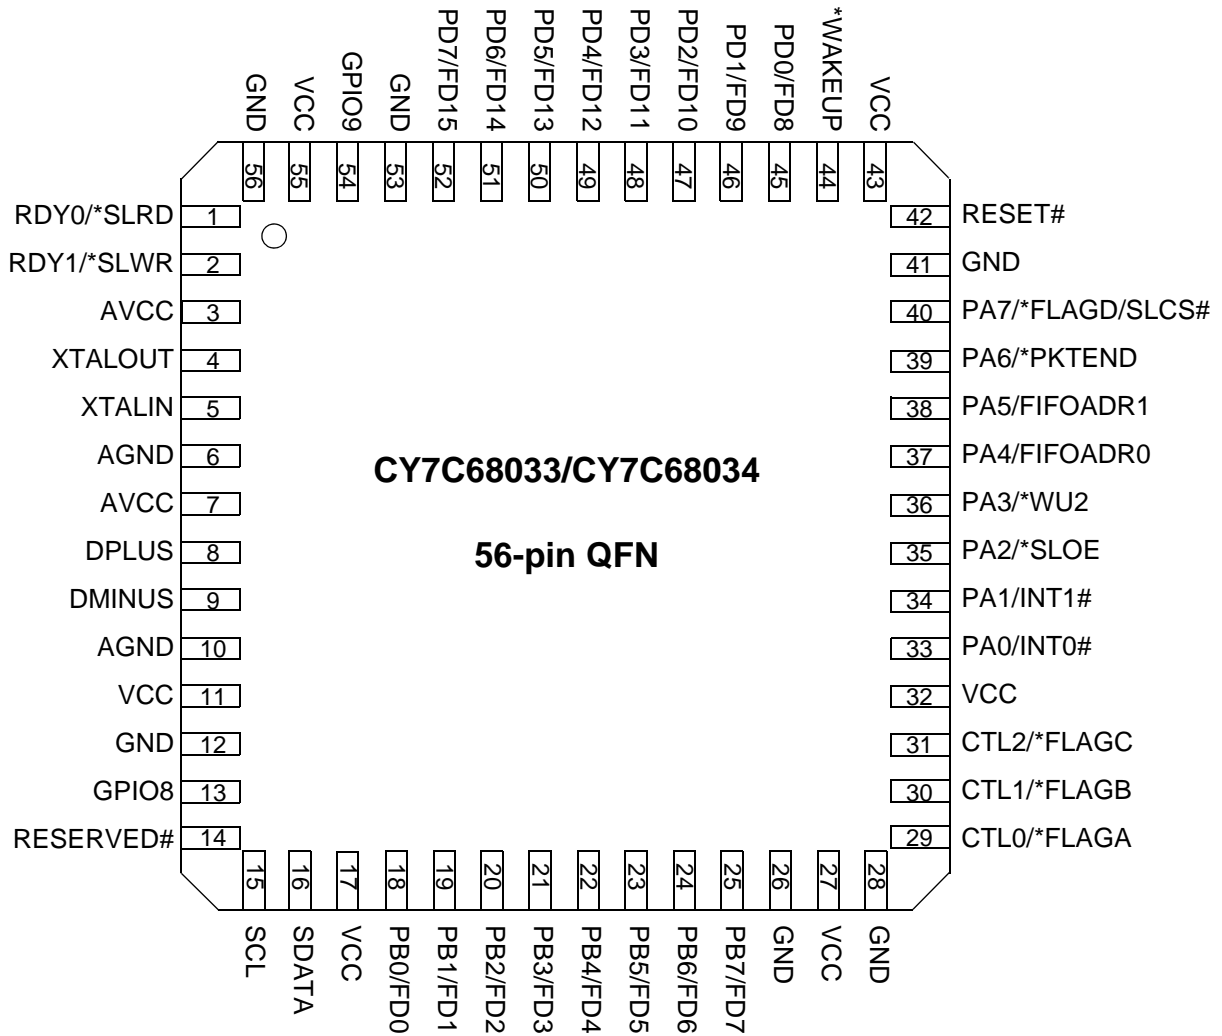 GND
VCC
GPIO9
GND
PD7/FD15
PD6/FD14
PD5/FD13
PD4/FD12
PD3/FD11
PD2/FD10
PD1/FD9
PD0/FD8
*WAKEUP
VCC
56
55
54
53
52
51
50
49
48
47
46
45
44
43
RDY0/*SLRD 1
RDY1/*SLWR 2
AVCC 3
XTALOUT 4
XTALIN 5
AGND 6
AVCC 7
DPLUS 8
DMINUS 9
AGND 10
VCC 11
GND 12
GPIO8 13
RESERVED# 14
CY7C68033/CY7C68034
56-pin QFN
42 RESET#
41 GND
40 PA7/*FLAGD/SLCS#
39 PA6/*PKTEND
38 PA5/FIFOADR1
37 PA4/FIFOADR0
36 PA3/*WU2
35 PA2/*SLOE
34 PA1/INT1#
33 PA0/INT0#
32 VCC
31 CTL2/*FLAGC
30 CTL1/*FLAGB
29 CTL0/*FLAGA
15
16
17
18
19
20
21
22
23
24
25
26
27
28
SCL
SDATA
VCC
PB0/FD0
PB1/FD1
PB2/FD2
PB3/FD3
PB4/FD4
PB5/FD5
PB6/FD6
PB7/FD7
GND
VCC
GND